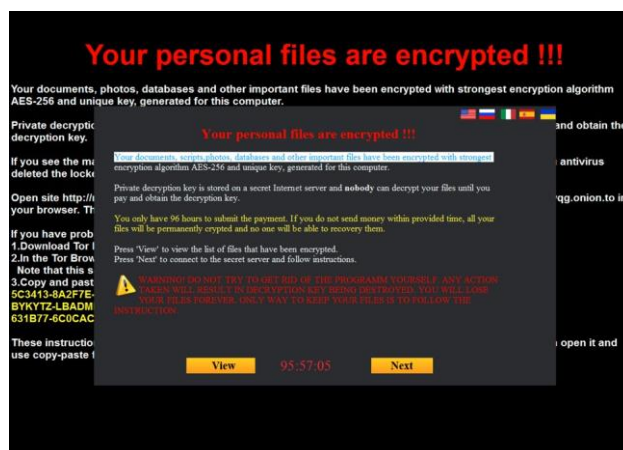 Your personal files are encrypted !!!
Your documents, photos, databases and other important files have been encrypted with strongest encryption algorithm
AES-256 and unique key, generated for this computer.
Private decryptio
and obtain the
decryption key.
If you see the ma
antivirus
deleted the locke
Open site http://
qg.onion.to
your browser. Th
If you have prob
1.Download Tor
2.In the Tor Brow
Note that this s
3.Copy and past
5C3413-8A2F7E-
BYKYTZ-LBADM
631B77-6C0CAC
These instructio
open it and
use copy-paste
Your personal files are encrypted !!!
Your documents, scripts,photos, databases and other important files have been encrypted with strongest
encryption algorithm AES-256 and unique key, generated for this computer.
Private decryption key is stored on a secret Internet server and nobody can decrypt your files until you
pay and obtain the decryption key.
You only have 96 hours to submit the payment. If you do not send money within provided time, all your
files will be permanently crypted and no one will be able to recovery them.
Press 'View' to view the list of files that have been encrypted.
Press 'Next' to connect to the secret server and follow instructions.
WARNING! DO NOT TRY TO GET RID OF THE PROGRAMM YOURSELF. ANY ACTION
TAKEN WILL RESULT IN DECRYPTION KEY BEING DESTROYED. YOU WILL LOSE
YOUR FILES FOREVER. ONLY WAY TO KEEP YOUR FILES IS TO FOLLOW THE
INSTRUCTION.
View 95:57:05 Next